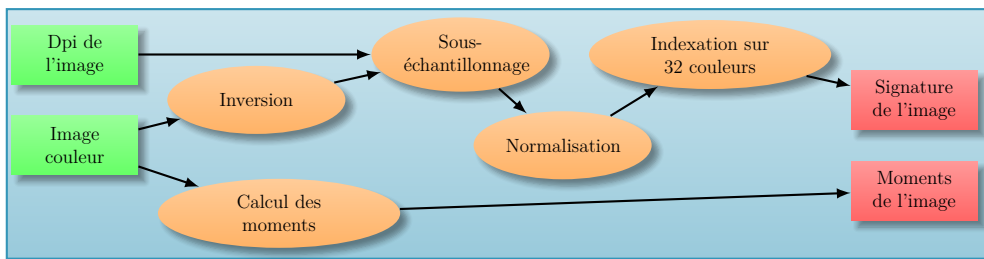 Dpi de
l'image
Sous-
échantillonnage
Indexation sur
32 couleurs
Inversion
Signature
de l'image
Image
couleur
Normalisation
Calcul des
moments
Moments
de l'image